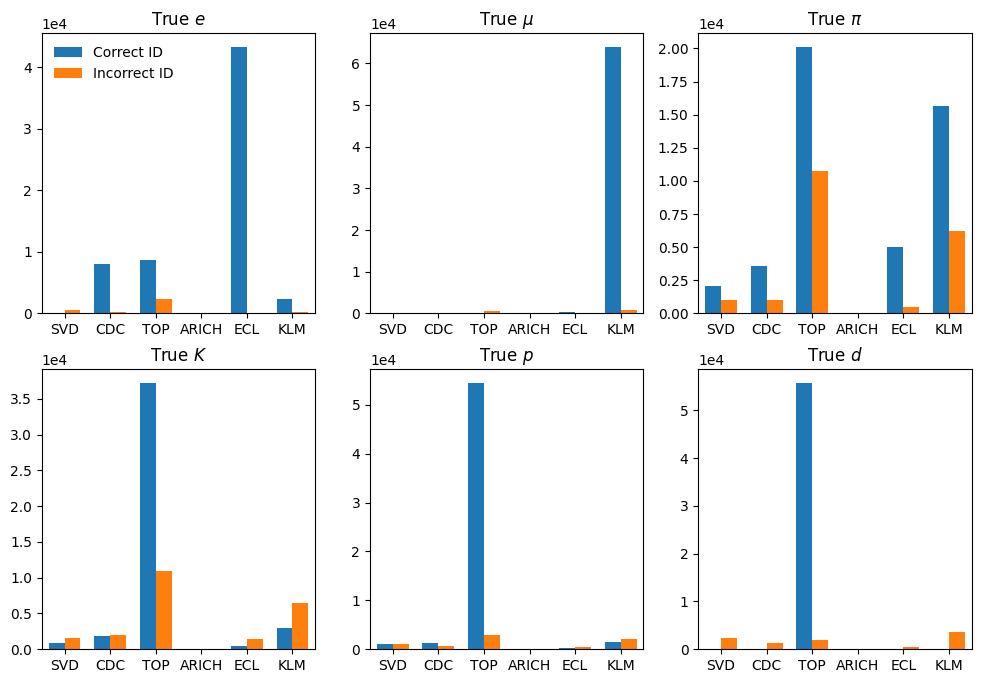 True e
1e4
Correct ID
Incorrect ID
4
3
2
1
0
SVD CDC TOP ARICH ECL KLM
True μ
1e4
6
5
4
3
2
1
0
SVD CDC TOP ARICH ECL KLM
True π
1e4
2.00
1.75
1.50
1.25
1.00
0.75
0.50
0.25
0.00
SVD CDC TOP ARICH ECL KLM
True K
1e4
3.5
3.0
2.5
2.0
1.5
1.0
0.5
0.0
SVD CDC TOP ARICH ECL KLM
True p
1e4
5
4
3
2
1
0
SVD CDC TOP ARICH ECL KLM
True d
1e4
5
4
3
2
1
0
SVD CDC TOP ARICH ECL KLM